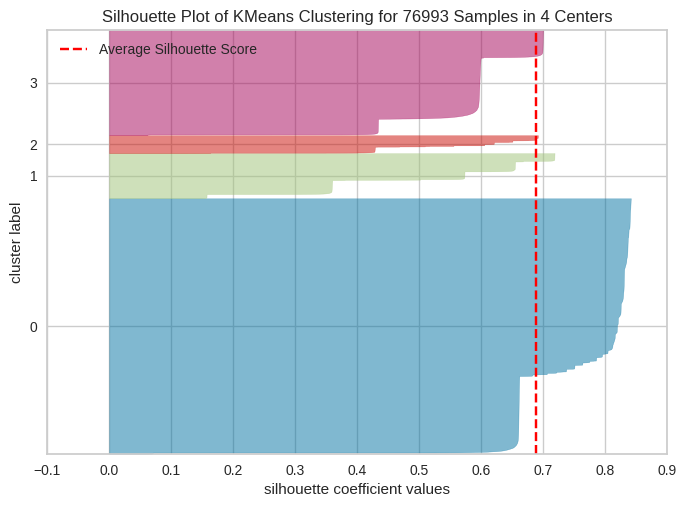 Silhouette Plot of KMeans Clustering for 76993 Samples in 4 Centers
Average Silhouette Score
3
2
1
0
cluster label
−0.1 0.0 0.1 0.2 0.3 0.4 0.5 0.6 0.7 0.8 0.9
silhouette coefficient values